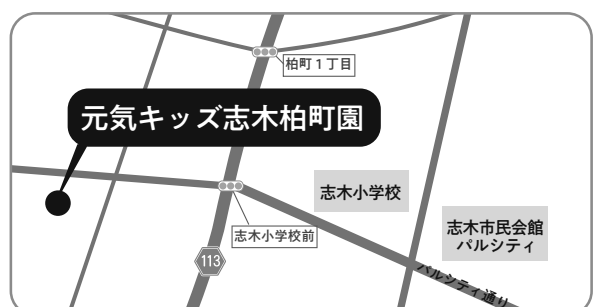 柏町1丁目
元気キッズ志木柏町園
志木小学校
志木市民会館
パルシティ
志木小学校前
113
パルシティ通り